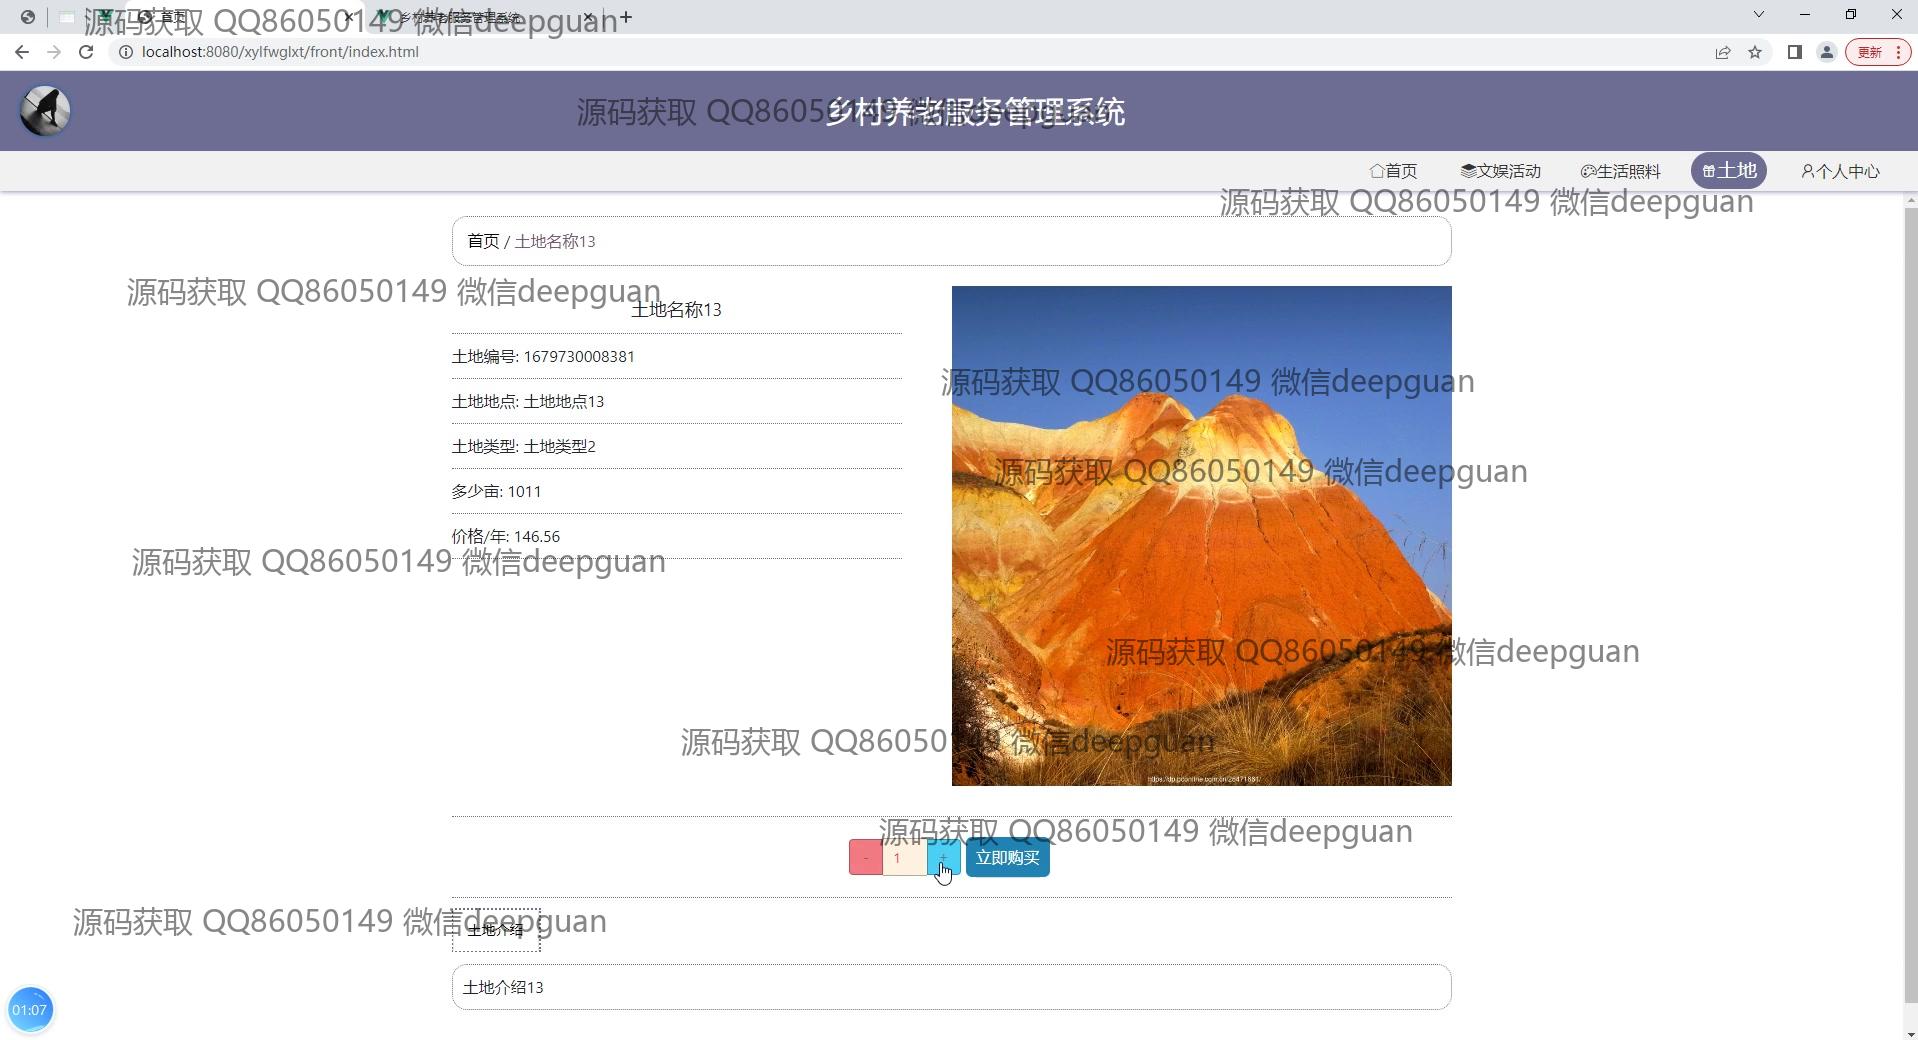 首页
乡村养老服务管理系统
源码获取 QQ86050149 微信deepguan
localhost:8080/xylfwglxt/front/index.html
更新
乡村养老服务管理系统
源码获取 QQ86050149 微信deepguan
首页 文娱活动 生活照料 土地 个人中心
源码获取 QQ86050149 微信deepguan
首页 / 土地名称13
源码获取 QQ86050149 微信deepguan
土地名称13
土地编号: 1679730008381
源码获取 QQ86050149 微信deepguan
土地地点: 土地地点13
土地类型: 土地类型2
源码获取 QQ86050149 微信deepguan
多少亩: 1011
价格/年: 146.56
源码获取 QQ86050149 微信deepguan
源码获取 QQ86050149 微信deepguan
源码获取 QQ86050149 微信deepguan
源码获取 QQ86050149 微信deepguan
- 1 + 立即购买
源码获取 QQ86050149 微信deepguan
土地介绍
土地介绍13
01:07